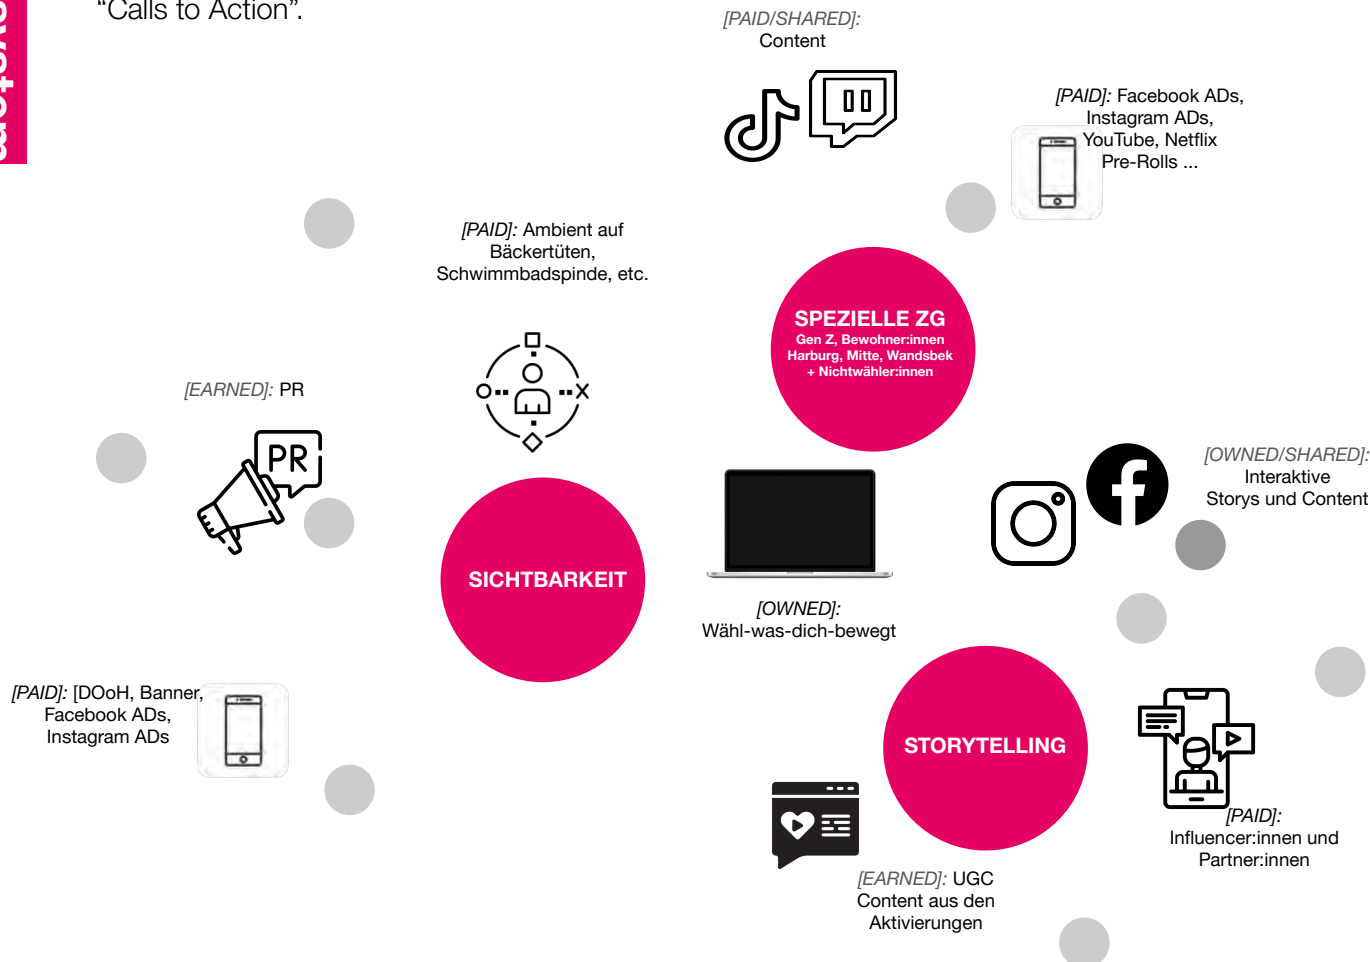 “Calls to Action”.
system
[PAID/SHARED]:
Content
[PAID]: Facebook ADs,
Instagram ADs,
YouTube, Netflix
Pre-Rolls ...
[PAID]: Ambient auf
Bäckertüten,
Schwimmbadspinde, etc.
SPEZIELLE ZG
Gen Z, Bewohner:innen
Harburg, Mitte, Wandsbek
+ Nichtwähler:innen
[EARNED]: PR
PR
[OWNED/SHARED]:
Interaktive
Storys und Content
SICHTBARKEIT
[OWNED]:
Wähl-was-dich-bewegt
[PAID]: [DOoH, Banner,
Facebook ADs,
Instagram ADs
STORYTELLING
[PAID]:
Influencer:innen und
Partner:innen
[EARNED]: UGC
Content aus den
Aktivierungen